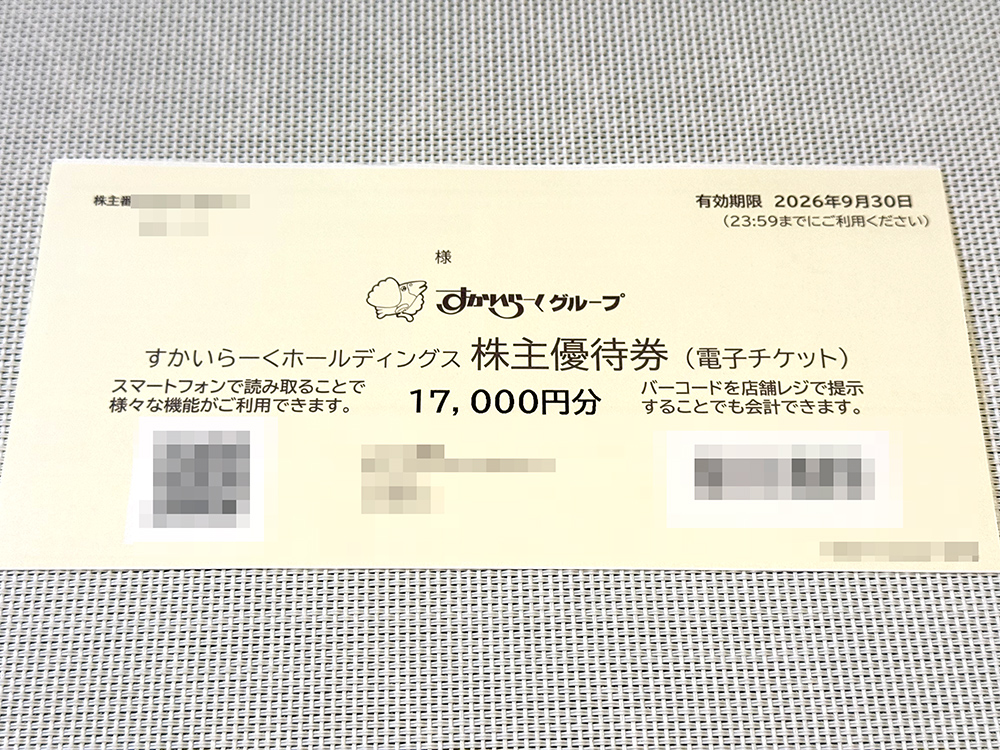 株主番
有効期限 2026年9月30日
（23:59までにご利用ください）
様
すかいらーくグループ
すかいらーくホールディングス 株主優待券（電子チケット）
スマートフォンで読み取ることで
様々な機能がご利用できます。
17,000円分
バーコードを店舗レジで提示
することでも会計できます。